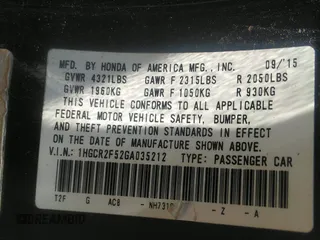 MFD. BY HONDA OF AMERICA MFG., INC. 09/'15
GVWR 4321LBS GAWR F 2315LBS R 2050LBS
GVWR 1960KG GAWR F 1050KG R 930KG
THIS VEHICLE CONFORMS TO ALL APPLICABLE
FEDERAL MOTOR VEHICLE SAFETY, BUMPER,
AND THEFT PREVENTION STANDARDS IN EFFECT
ON THE DATE OF MANUFACTURE SHOWN ABOVE.
V.I.N.: 1HGCR2F52GA035212 TYPE: PASSENGER CAR
T2F G AC8 - NH731P - Z - A
DREAMBID